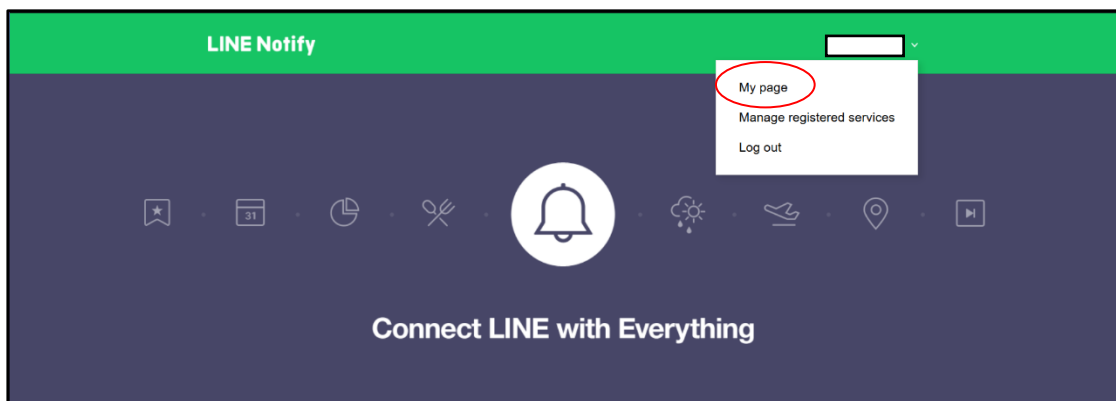 LINE Notify
My page
Manage registered services
Log out
31
Connect LINE with Everything